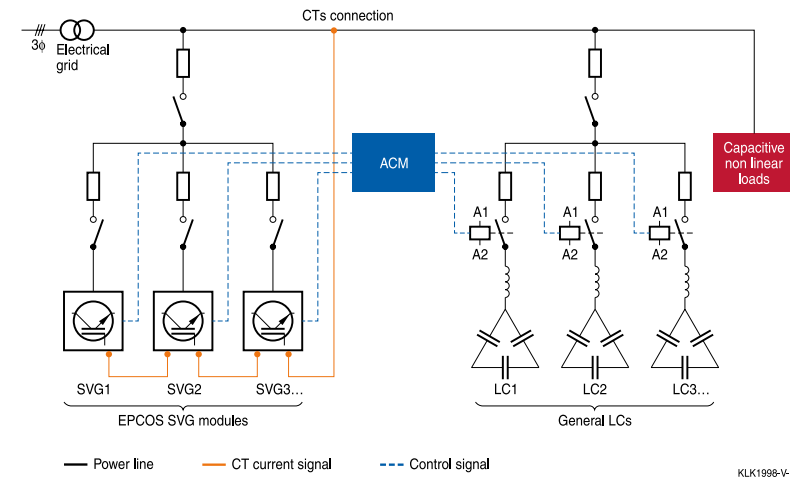 CTs connection
3ϕ
Electrical
grid
ACM
Capacitive
non linear
loads
A1
A2
A1
A2
A1
A2
SVG1
SVG2
SVG3...
LC1
LC2
LC3...
EPCOS SVG modules
General LCs
Power line
CT current signal
Control signal
KLK1998-V-